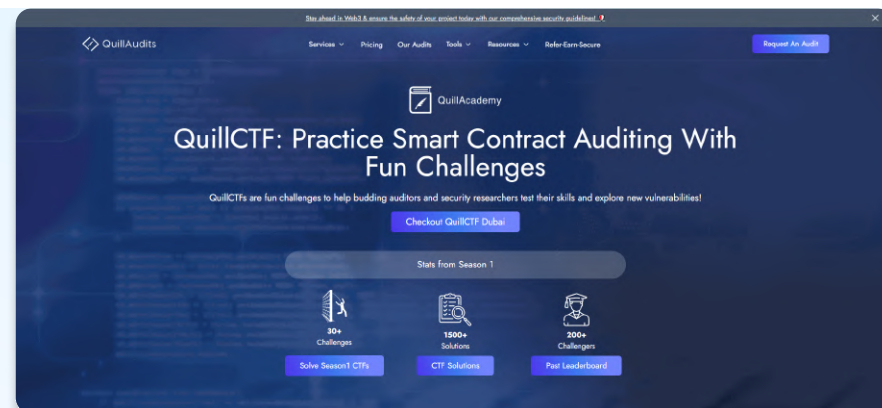 Stay ahead in Web3 & ensure the safety of your project today with our comprehensive security guidelines!
QuillAudits
Services Pricing Our Audits Tools Resources Refer-Earn-Secure
Request An Audit
QuillAcademy
QuillCTF: Practice Smart Contract Auditing With
Fun Challenges
QuillCTFs are fun challenges to help budding auditors and security researchers test their skills and explore new vulnerabilities!
Checkout QuillCTF Dubai
Stats from Season 1
30+
Challenges
1500+
Solutions
200+
Challengers
Solve Season1 CTFs
CTF Solutions
Past Leaderboard